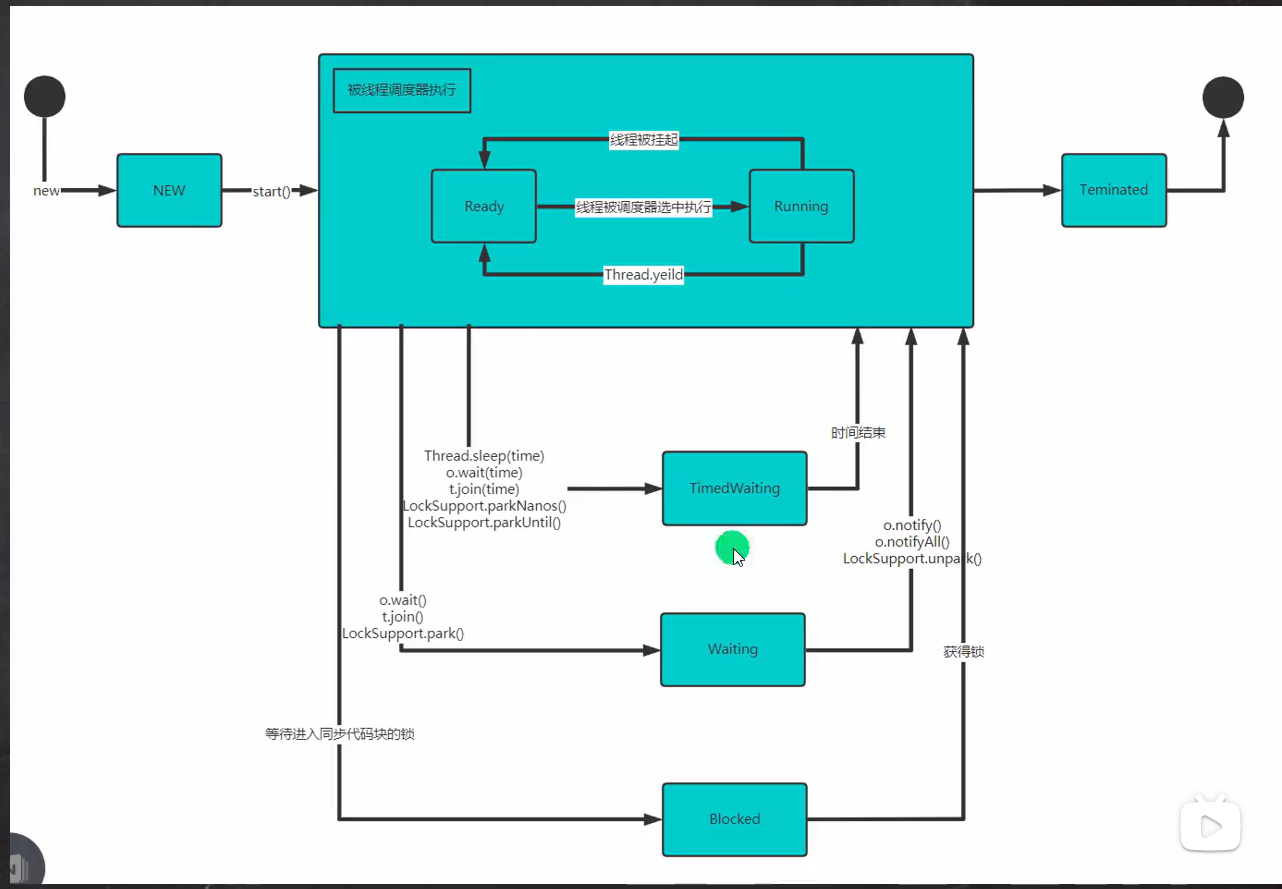 被线程调度器执行
线程被挂起
new
NEW
start()
Ready
线程被调度器选中执行
Running
Teminated
Thread.yeild
时间结束
Thread.sleep(time)
o.wait(time)
t.join(time)
LockSupport.parkNanos()
LockSupport.parkUntil()
TimedWaiting
o.notify()
o.notifyAll()
LockSupport.unpark()
o.wait()
t.join()
LockSupport.park()
Waiting
获得锁
等待进入同步代码块的锁
Blocked
N